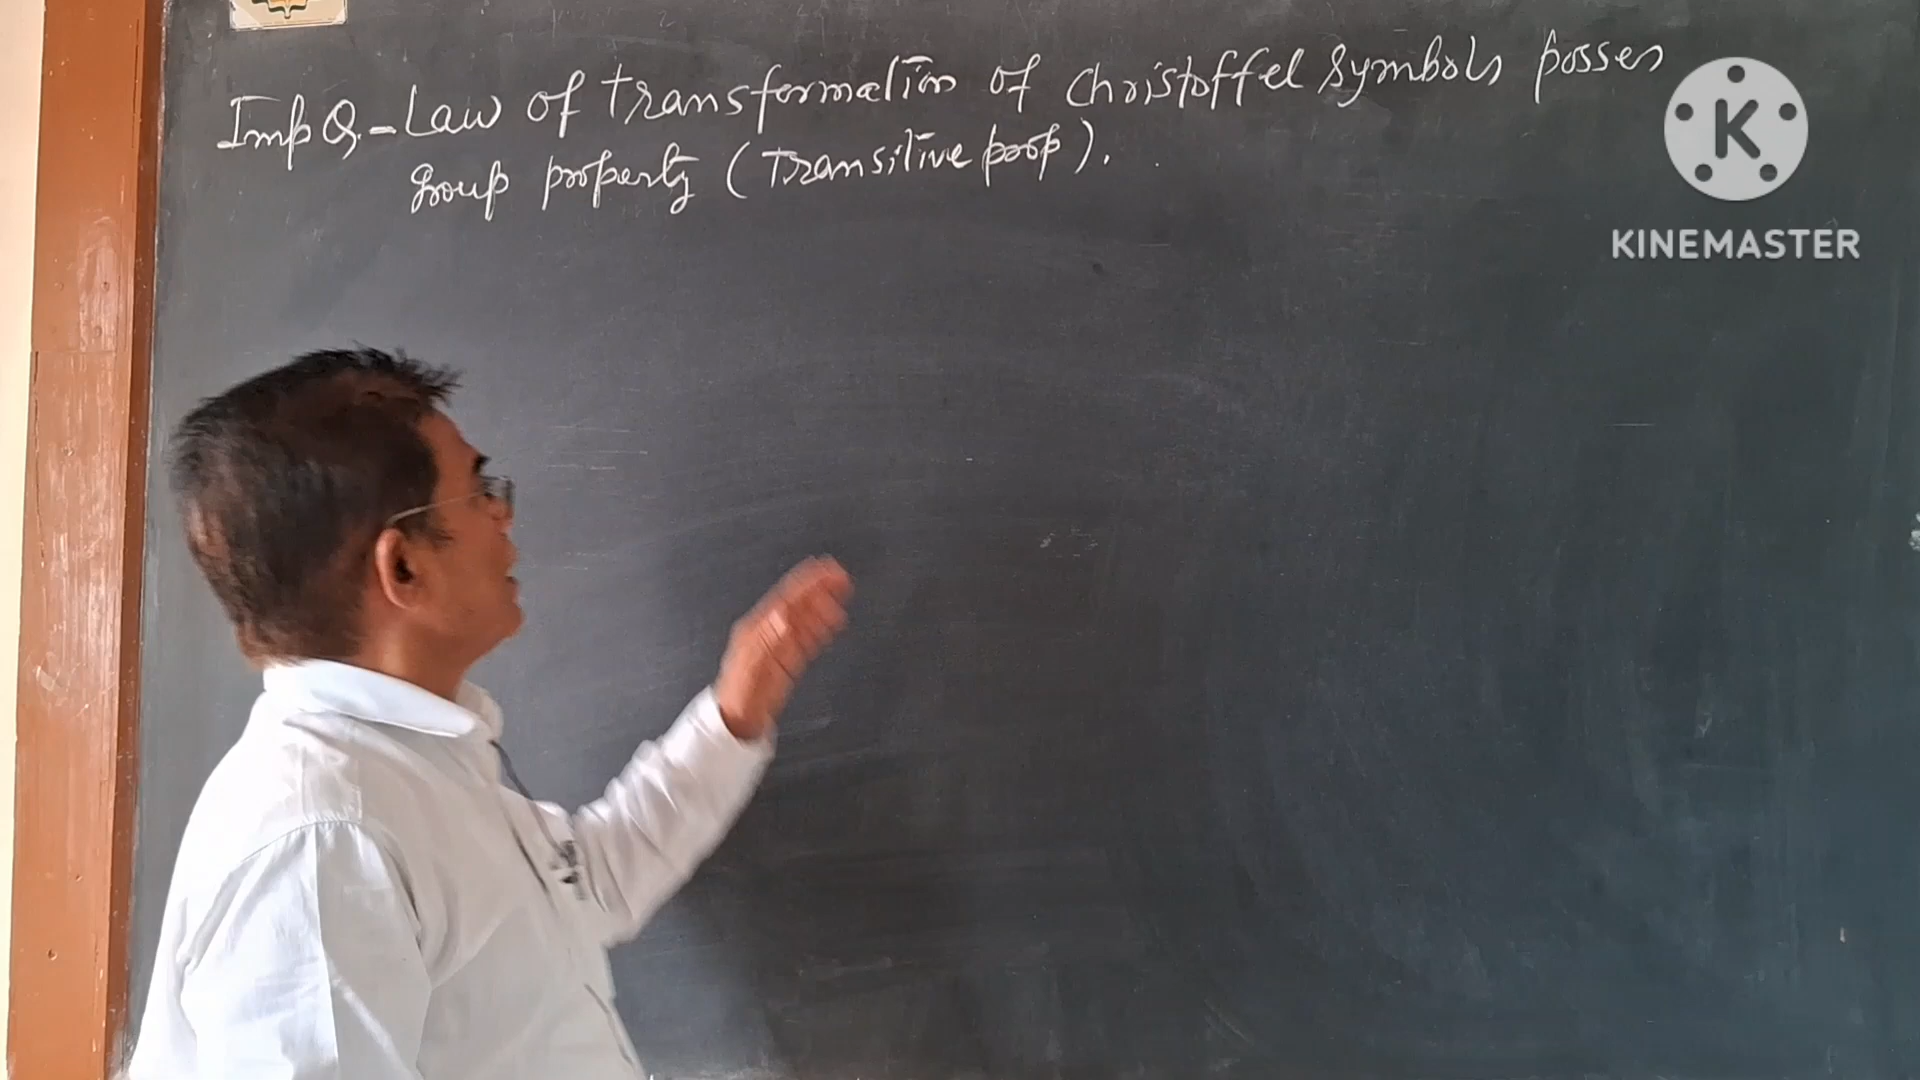 Imp Q.- Law of transformation of Christoffel symbols posses
group property (transitive prop).
K
KINEMASTER